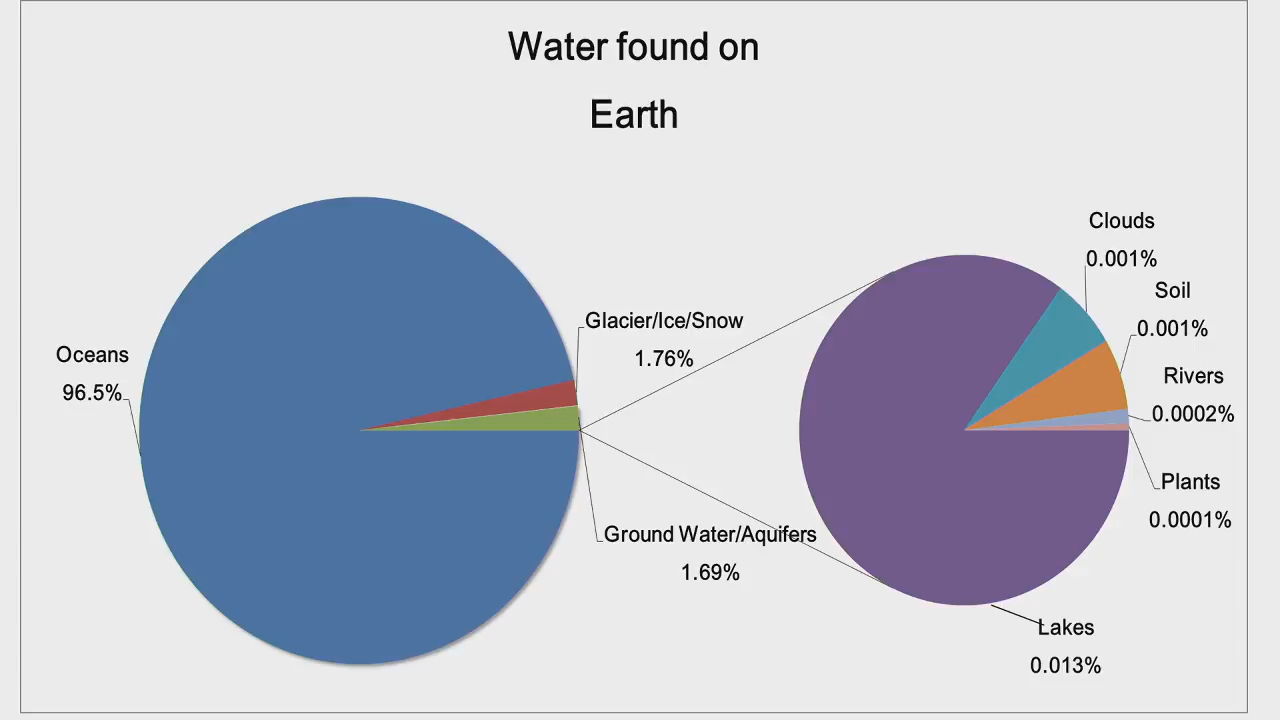 Water found on
Earth
Oceans
96.5%
Glacier/Ice/Snow
1.76%
Ground Water/Aquifers
1.69%
Clouds
0.001%
Soil
0.001%
Rivers
0.0002%
Plants
0.0001%
Lakes
0.013%